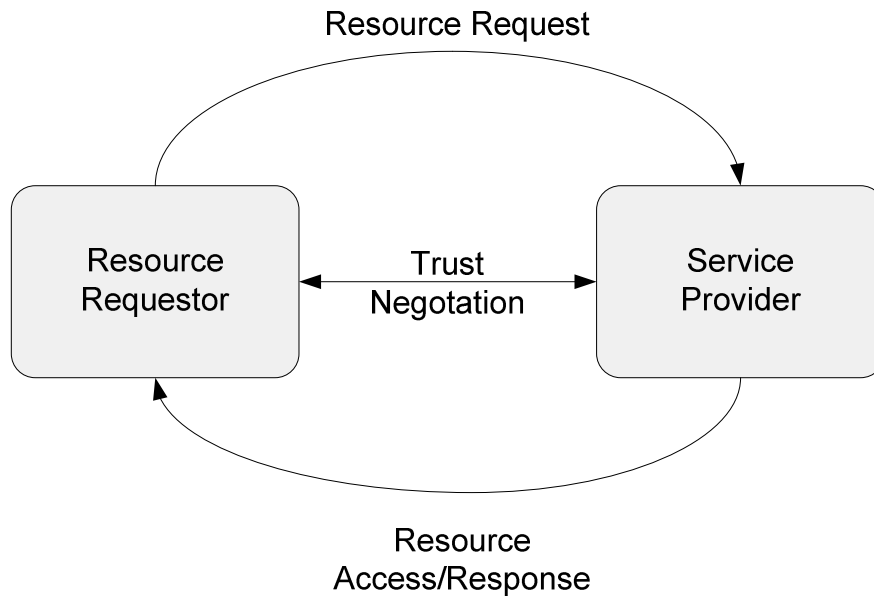 Resource Request
Resource
Requestor
Trust
Negotation
Service
Provider
Resource
Access/Response